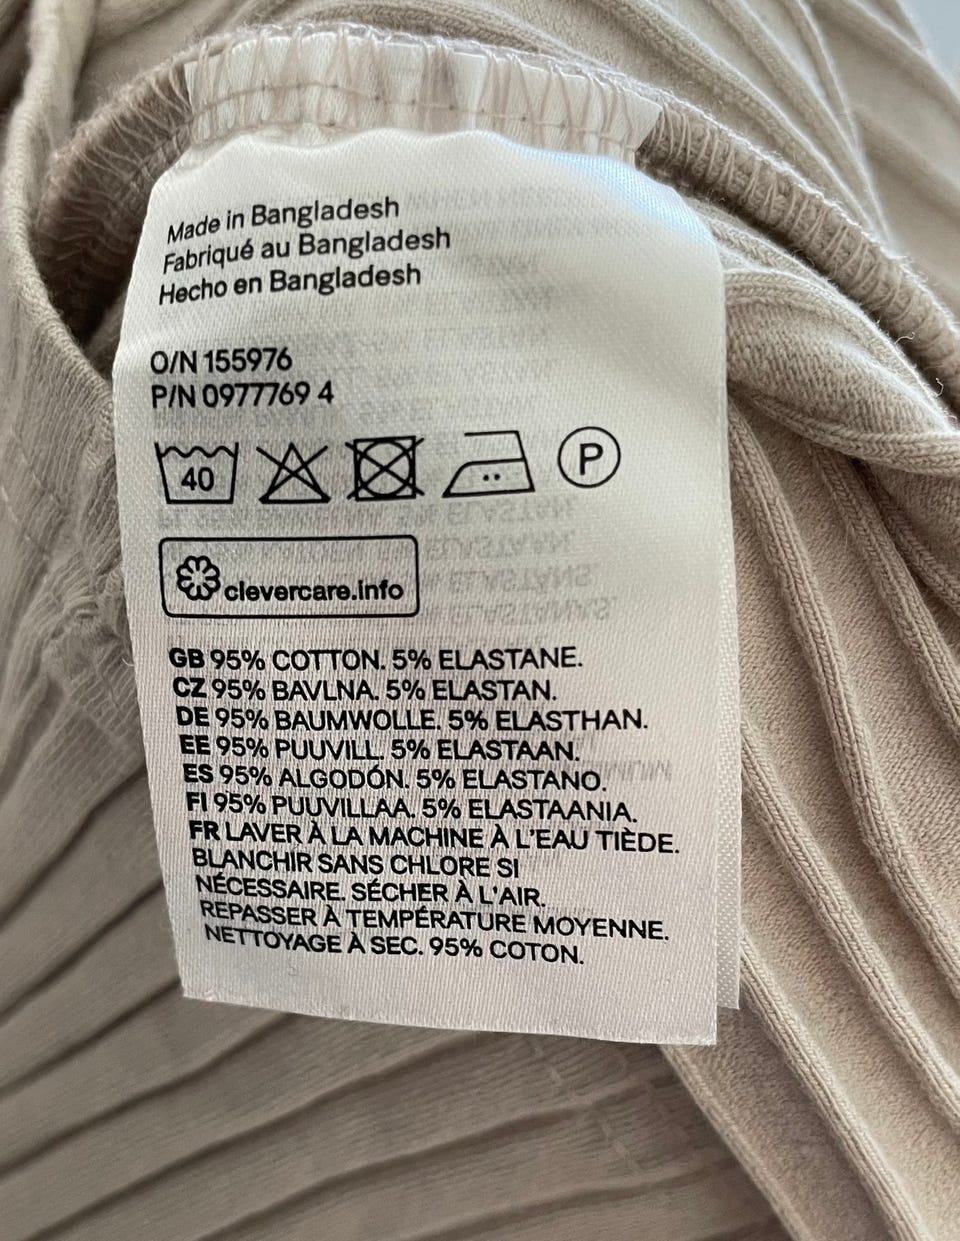 Made in Bangladesh
Fabriqué au Bangladesh
Hecho en Bangladesh
O/N 155976
P/N 0977769 4
40 P
clevercare.info
GB 95% COTTON. 5% ELASTANE.
CZ 95% BAVLNA. 5% ELASTAN.
DE 95% BAUMWOLLE. 5% ELASTHAN.
EE 95% PUUVILL. 5% ELASTAAN.
ES 95% ALGODÓN. 5% ELASTANO.
FI 95% PUUVILLAA. 5% ELASTAANIA.
FR LAVER À LA MACHINE À L'EAU TIÈDE.
BLANCHIR SANS CHLORE SI
NÉCESSAIRE. SÉCHER À L'AIR.
REPASSER À TEMPÉRATURE MOYENNE.
NETTOYAGE À SEC. 95% COTON.